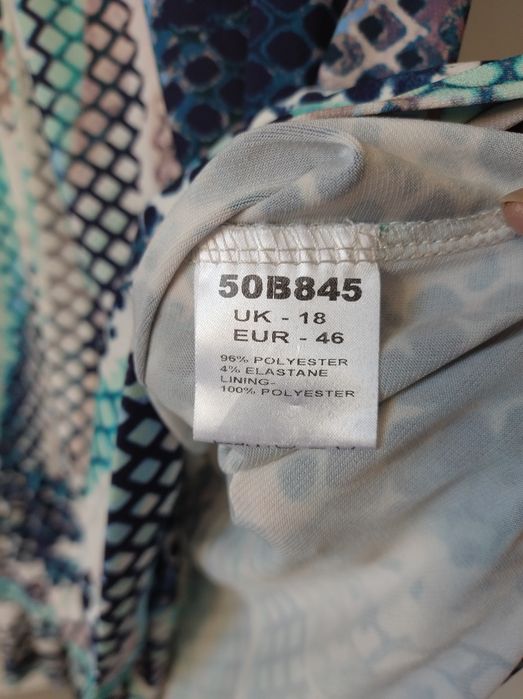 50B845
UK - 18
EUR - 46
96% POLYESTER
4% ELASTANE
LINING-
100% POLYESTER